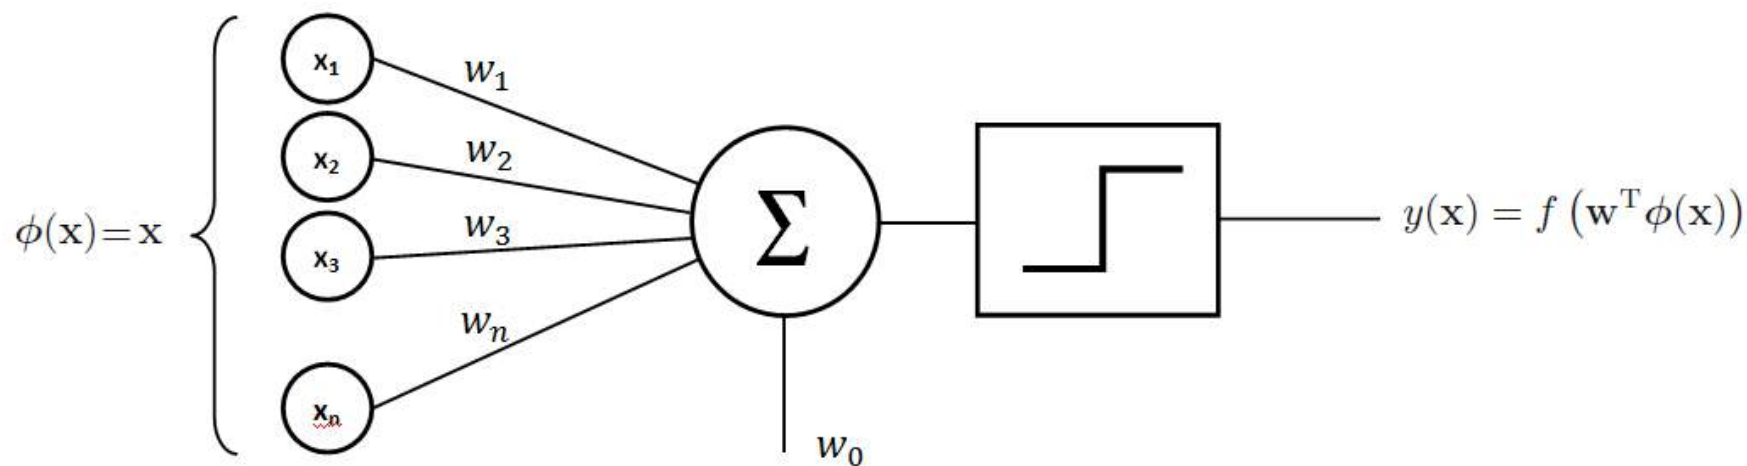 x₁
w₁
x₂
w₂
ϕ(x)=x
x₃
w₃
Σ
y(x) = f (wᵀϕ(x))
wₙ
xₙ
w₀